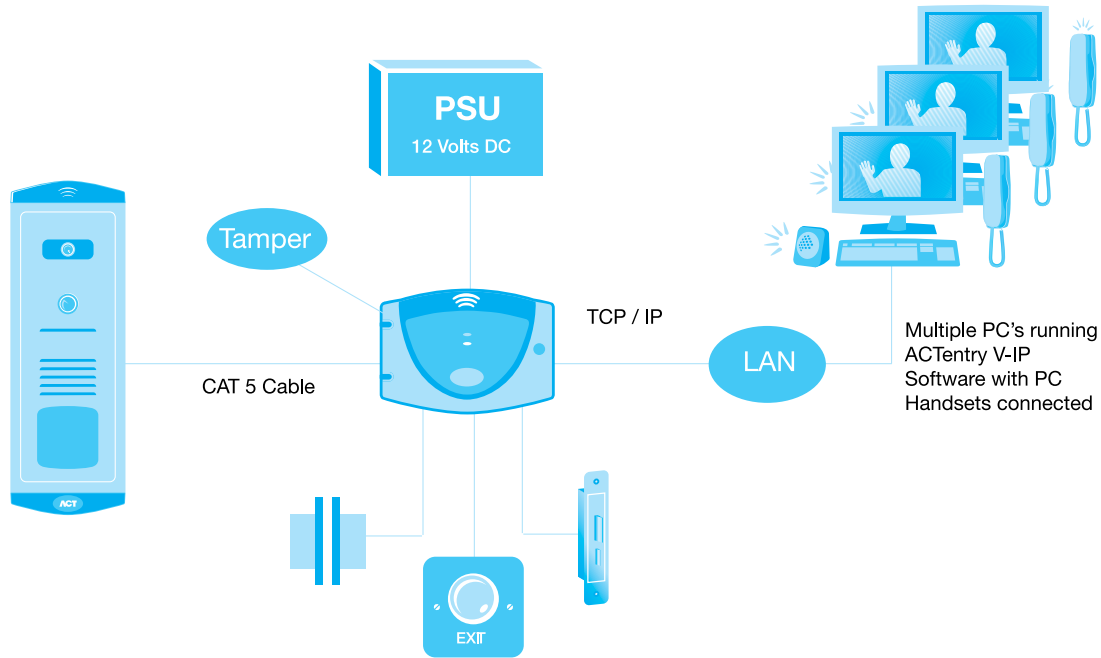 PSU
12 Volts DC
Tamper
TCP / IP
LAN
CAT 5 Cable
Multiple PC's running
ACTentry V-IP
Software with PC
Handsets connected
ACT
EXIT